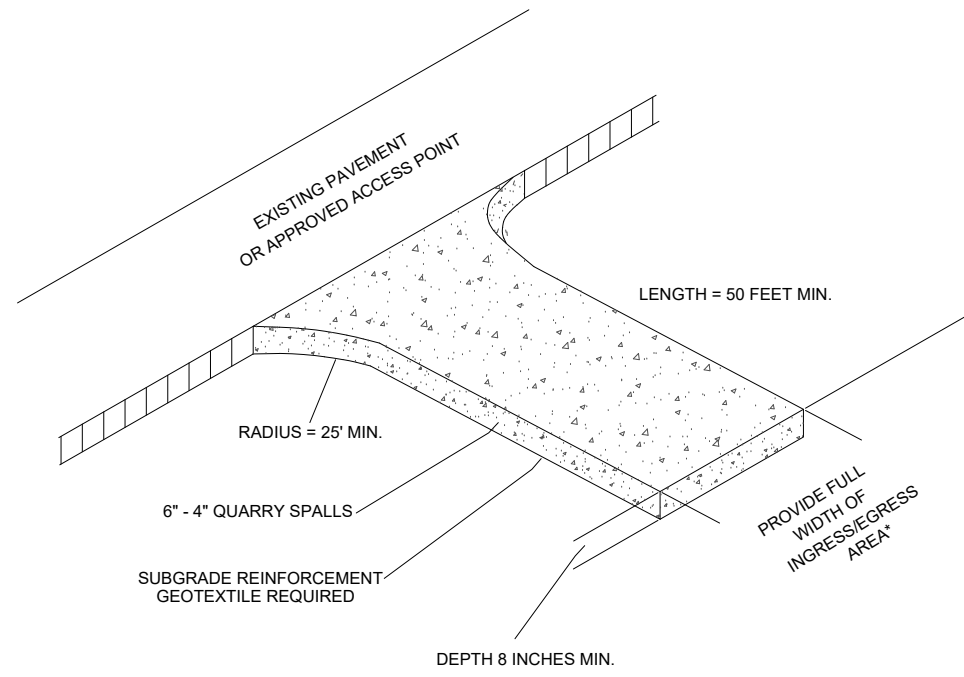 EXISTING PAVEMENT
OR APPROVED ACCESS POINT
LENGTH = 50 FEET MIN.
RADIUS = 25' MIN.
6" - 4" QUARRY SPALLS
PROVIDE FULL
WIDTH OF
INGRESS/EGRESS
AREA*
SUBGRADE REINFORCEMENT
GEOTEXTILE REQUIRED
DEPTH 8 INCHES MIN.